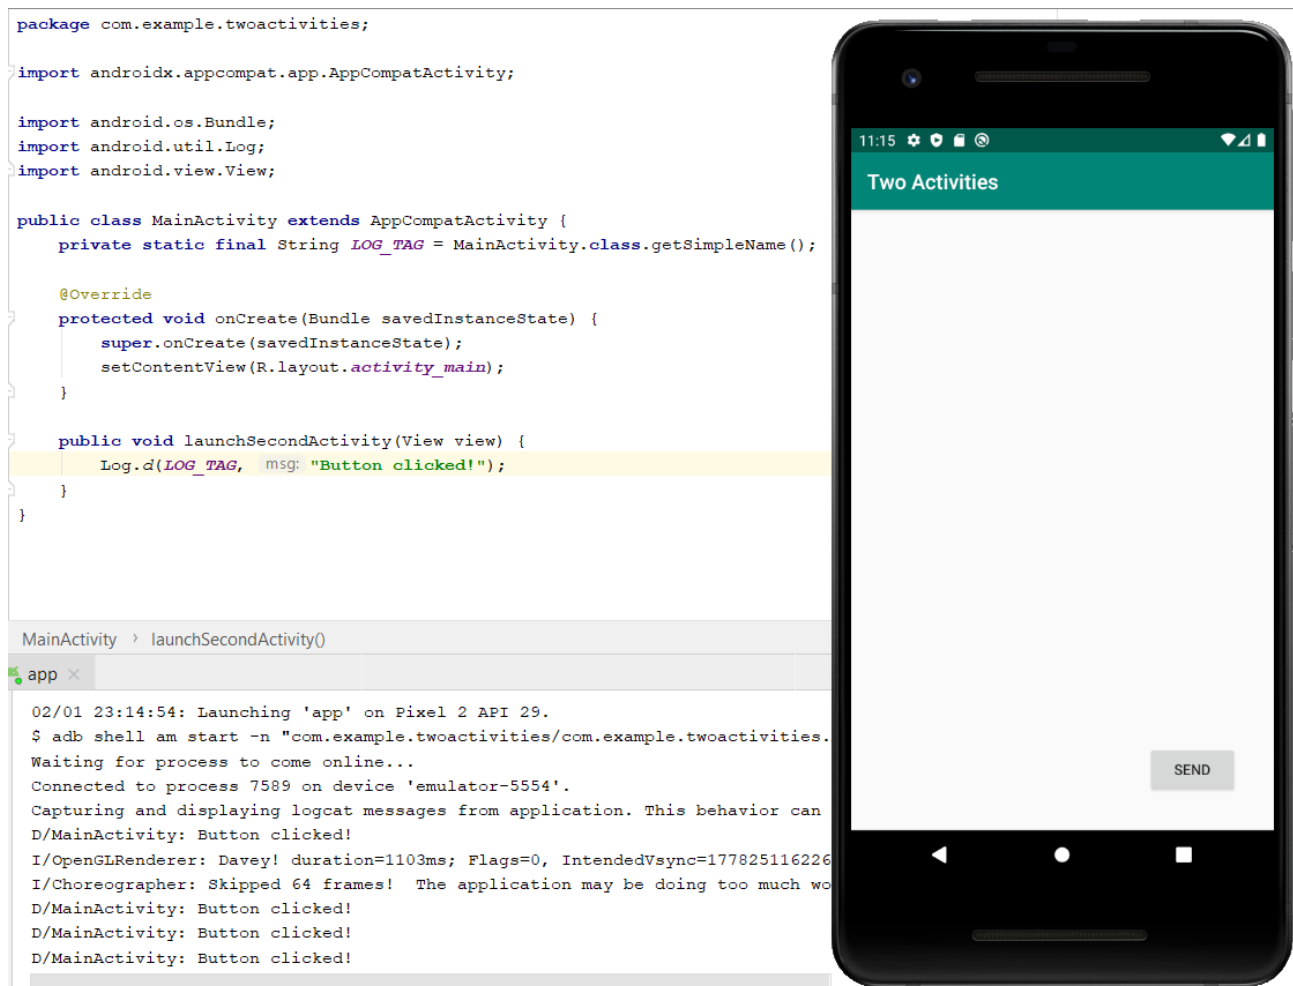 package com.example.twoactivities;
import androidx.appcompat.app.AppCompatActivity;
import android.os.Bundle;
import android.util.Log;
import android.view.View;
public class MainActivity extends AppCompatActivity {
private static final String LOG_TAG = MainActivity.class.getSimpleName();
@Override
protected void onCreate(Bundle savedInstanceState) {
super.onCreate(savedInstanceState);
setContentView(R.layout.activity_main);
}
public void launchSecondActivity(View view) {
Log.d(LOG_TAG, msg: "Button clicked!");
}
}
MainActivity › launchSecondActivity()
app ×
02/01 23:14:54: Launching 'app' on Pixel 2 API 29.
$ adb shell am start -n "com.example.twoactivities/com.example.twoactivities.
Waiting for process to come online...
Connected to process 7589 on device 'emulator-5554'.
Capturing and displaying logcat messages from application. This behavior can
D/MainActivity: Button clicked!
I/OpenGLRenderer: Davey! duration=1103ms; Flags=0, IntendedVsync=177825116226
I/Choreographer: Skipped 64 frames!  The application may be doing too much wo
D/MainActivity: Button clicked!
D/MainActivity: Button clicked!
D/MainActivity: Button clicked!
11:15
Two Activities
SEND